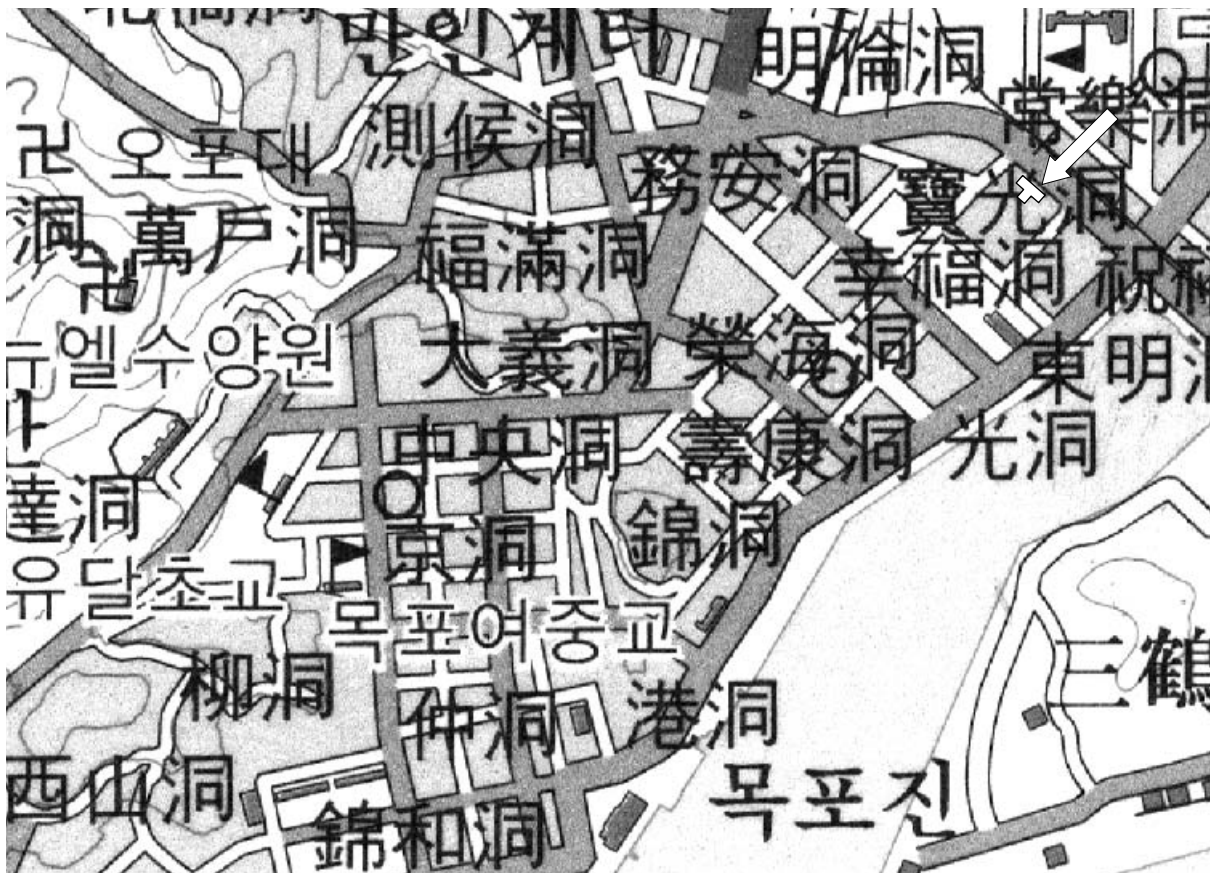 明倫洞
常樂洞
測候洞
오포대
務安洞
寶光洞
洞 萬戶洞
福滿洞
幸福洞
엘수양원
大義洞 榮海洞
東明
中央洞 壽康洞 光洞
達洞
京洞 錦洞
유달초교
목포여중교
三鶴
柳洞
仲洞 港洞
西山洞 목포진
錦和洞